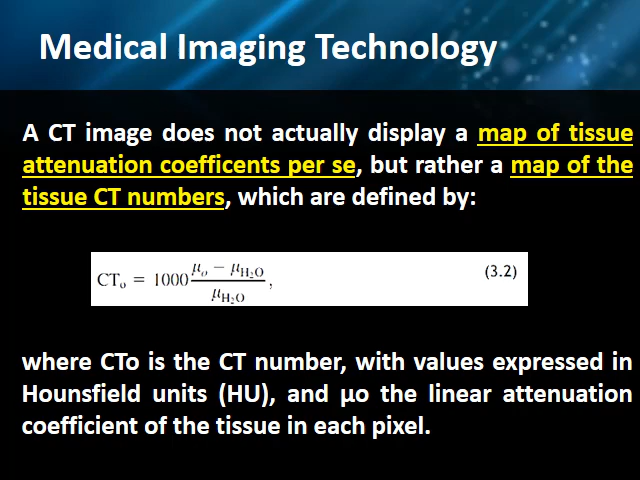 Medical Imaging Technology
A CT image does not actually display a map of tissue
attenuation coefficents per se, but rather a map of the
tissue CT numbers, which are defined by:
CTₒ = 1000 (μₒ − μH₂O) / μH₂O, (3.2)
where CTo is the CT number, with values expressed in
Hounsfield units (HU), and μo the linear attenuation
coefficient of the tissue in each pixel.